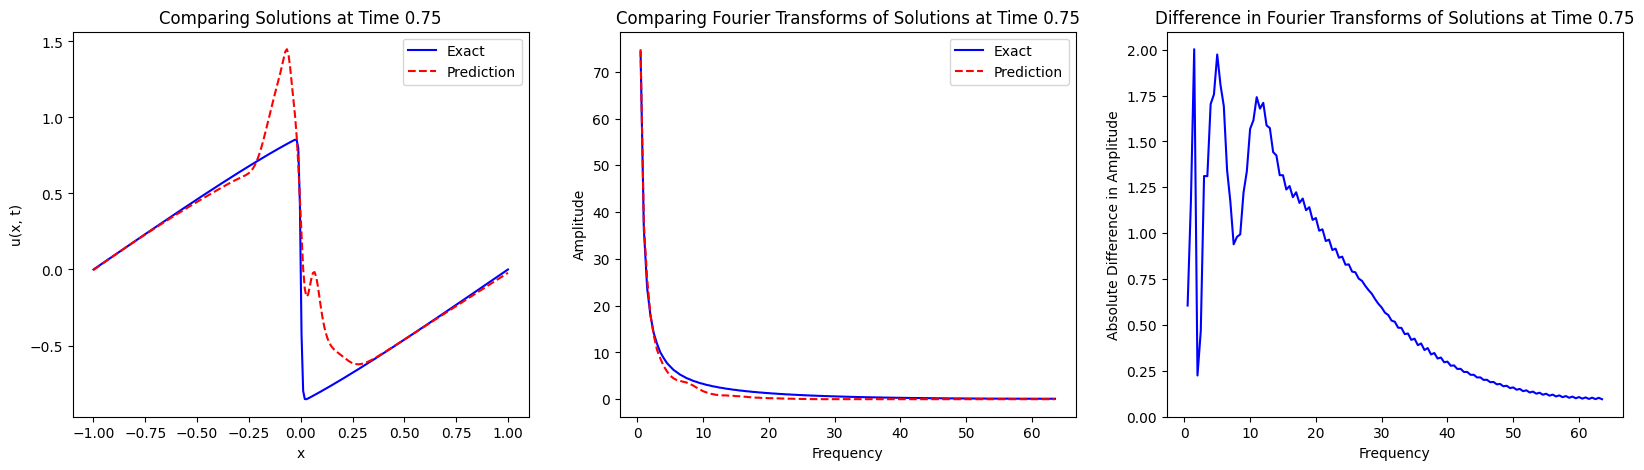 Comparing Solutions at Time 0.75
u(x, t)
1.5
1.0
0.5
0.0
−0.5
Exact
Prediction
−1.00 −0.75 −0.50 −0.25 0.00 0.25 0.50 0.75 1.00
x
Comparing Fourier Transforms of Solutions at Time 0.75
Amplitude
70
60
50
40
30
20
10
0
Exact
Prediction
0 10 20 30 40 50 60
Frequency
Difference in Fourier Transforms of Solutions at Time 0.75
Absolute Difference in Amplitude
2.00
1.75
1.50
1.25
1.00
0.75
0.50
0.25
0.00
0 10 20 30 40 50 60
Frequency